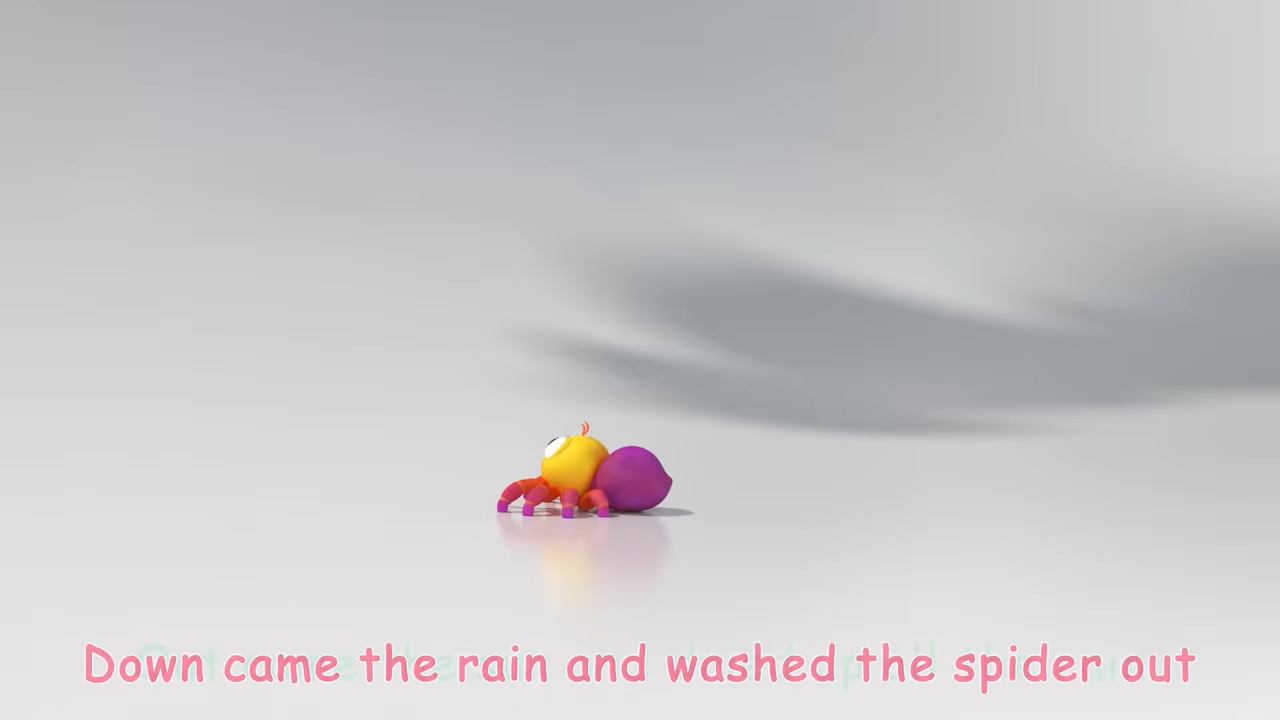 Down came the rain and washed the spider out